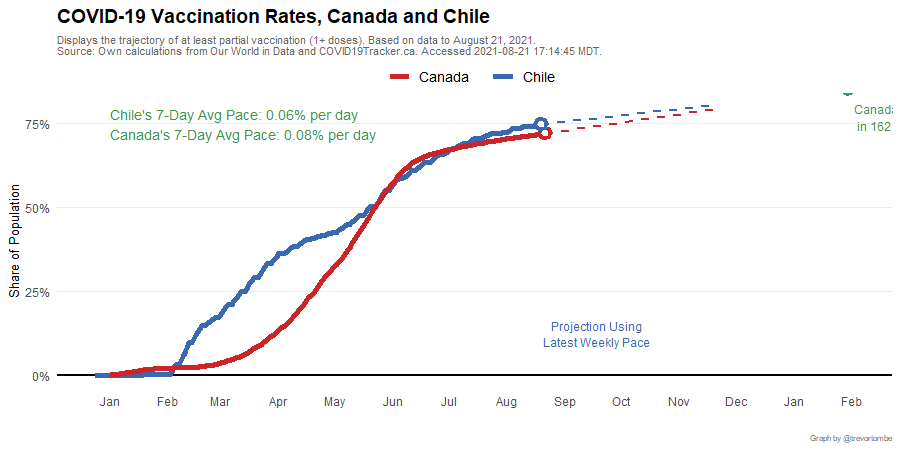 COVID-19 Vaccination Rates, Canada and Chile
Displays the trajectory of at least partial vaccination (1+ doses). Based on data to August 21, 2021.
Source: Own calculations from Our World in Data and COVID19Tracker.ca. Accessed 2021-08-21 17:14:45 MDT.
Canada Chile
Chile's 7-Day Avg Pace: 0.06% per day
Canada's 7-Day Avg Pace: 0.08% per day
Canada
in 162
75%
50%
25%
0%
Share of Population
Projection Using
Latest Weekly Pace
Jan Feb Mar Apr May Jun Jul Aug Sep Oct Nov Dec Jan Feb
Graph by @trevortombe